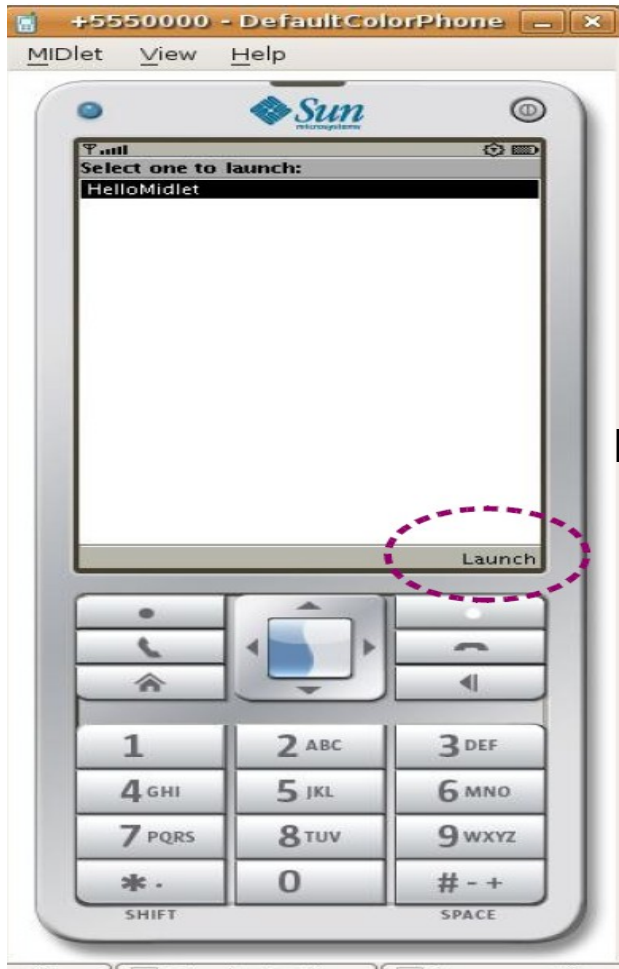 +5550000 - DefaultColorPhone
MIDlet View Help
Sun
microsystems
Select one to launch:
HelloMidlet
Launch
1 2 ABC 3 DEF
4 GHI 5 JKL 6 MNO
7 PQRS 8 TUV 9 WXYZ
* . 0 # - +
SHIFT SPACE